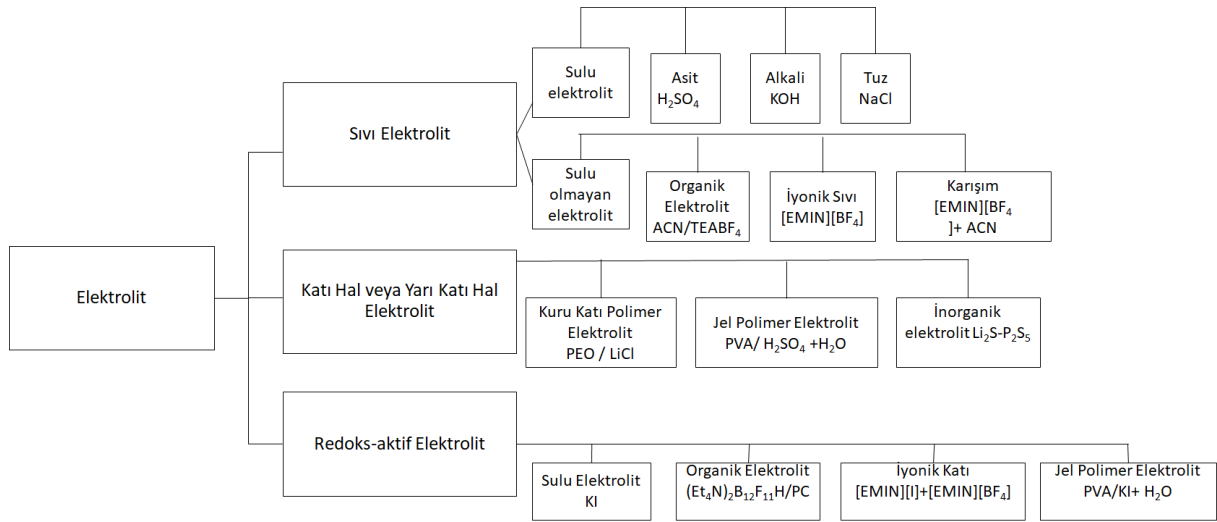 Elektrolit
Sıvı Elektrolit
Sulu
elektrolit
Asit
H₂SO₄
Alkali
KOH
Tuz
NaCl
Sulu
olmayan
elektrolit
Organik
Elektrolit
ACN/TEABF₄
İyonik Sıvı
[EMIN][BF₄]
Karışım
[EMIN][BF₄
]+ ACN
Katı Hal veya Yarı Katı Hal
Elektrolit
Kuru Katı Polimer
Elektrolit
PEO / LiCl
Jel Polimer Elektrolit
PVA/ H₂SO₄ +H₂O
İnorganik
elektrolit Li₂S-P₂S₅
Redoks-aktif Elektrolit
Sulu Elektrolit
KI
Organik Elektrolit
(Et₄N)₂B₁₂F₁₁H/PC
İyonik Katı
[EMIN][I]+[EMIN][BF₄]
Jel Polimer Elektrolit
PVA/KI+ H₂O